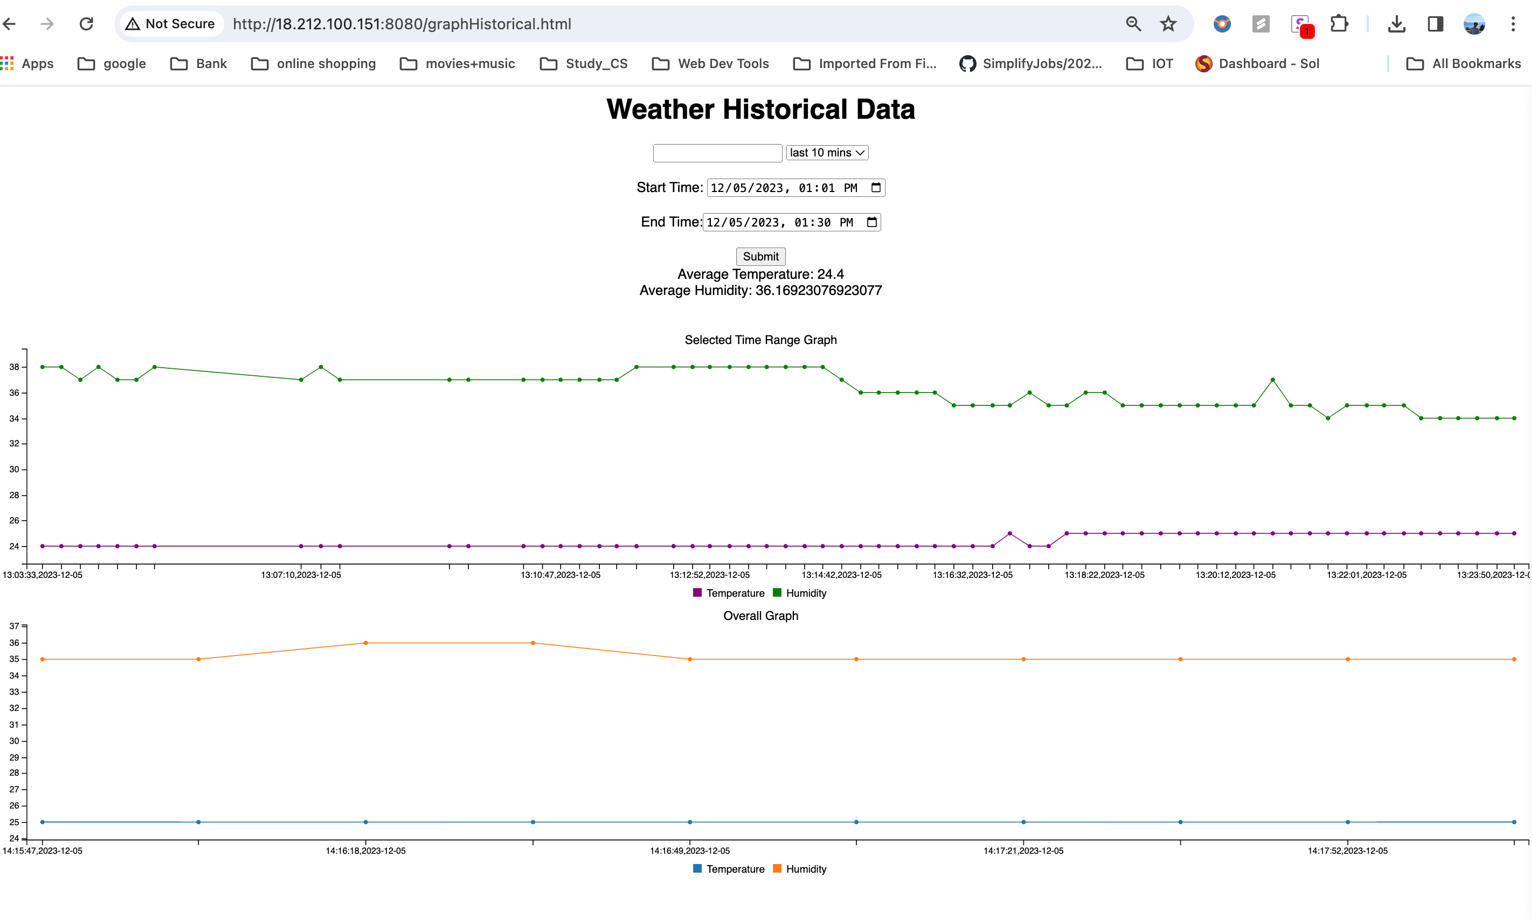 Not Secure http://18.212.100.151:8080/graphHistorical.html 1
Apps google Bank online shopping movies+music Study_CS Web Dev Tools Imported From Fi... SimplifyJobs/202... IOT Dashboard - Sol All Bookmarks
Weather Historical Data
last 10 mins
Start Time: 12/05/2023, 01:01 PM
End Time: 12/05/2023, 01:30 PM
Submit
Average Temperature: 24.4
Average Humidity: 36.16923076923077
Selected Time Range Graph
38
36
34
32
30
28
26
24
13:03:33,2023-12-05 13:07:10,2023-12-05 13:10:47,2023-12-05 13:12:52,2023-12-05 13:14:42,2023-12-05 13:16:32,2023-12-05 13:18:22,2023-12-05 13:20:12,2023-12-05 13:22:01,2023-12-05 13:23:50,2023-12-
Temperature Humidity
Overall Graph
37
36
35
34
33
32
31
30
29
28
27
26
25
24
14:15:47,2023-12-05 14:16:18,2023-12-05 14:16:49,2023-12-05 14:17:21,2023-12-05 14:17:52,2023-12-05
Temperature Humidity